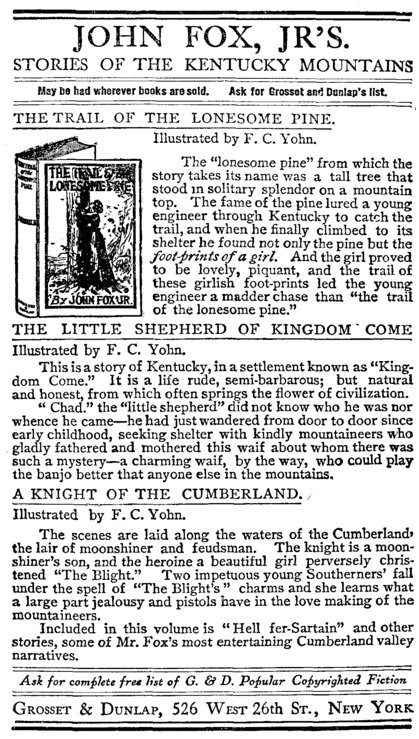 JOHN FOX, JR'S.
STORIES OF THE KENTUCKY MOUNTAINS
May be had wherever books are sold. Ask for Grosset and Dunlap's list.
THE TRAIL OF THE LONESOME PINE.
Illustrated by F. C. Yohn.
THE TRAIL OF THE
LONESOME PINE
By JOHN FOX JR.
The "lonesome pine" from which the
story takes its name was a tall tree that
stood in solitary splendor on a mountain
top. The fame of the pine lured a young
engineer through Kentucky to catch the
trail, and when he finally climbed to its
shelter he found not only the pine but the
foot-prints of a girl. And the girl proved
to be lovely, piquant, and the trail of
these girlish foot-prints led the young
engineer a madder chase than "the trail
of the lonesome pine."
THE LITTLE SHEPHERD OF KINGDOM COME
Illustrated by F. C. Yohn.
This is a story of Kentucky, in a settlement known as "King-
dom Come." It is a life rude, semi-barbarous; but natural
and honest, from which often springs the flower of civilization.
" Chad." the "little shepherd" did not know who he was nor
whence he came—he had just wandered from door to door since
early childhood, seeking shelter with kindly mountaineers who
gladly fathered and mothered this waif about whom there was
such a mystery—a charming waif, by the way, who could play
the banjo better that anyone else in the mountains.
A KNIGHT OF THE CUMBERLAND.
Illustrated by F. C. Yohn.
The scenes are laid along the waters of the Cumberland,
the lair of moonshiner and feudsman. The knight is a moon-
shiner's son, and the heroine a beautiful girl perversely chris-
tened "The Blight." Two impetuous young Southerners' fall
under the spell of "The Blight's " charms and she learns what
a large part jealousy and pistols have in the love making of the
mountaineers.
Included in this volume is " Hell fer-Sartain" and other
stories, some of Mr. Fox's most entertaining Cumberland valley
narratives.
Ask for complete free list of G. & D. Popular Copyrighted Fiction
GROSSET & DUNLAP, 526 WEST 26th ST., NEW YORK